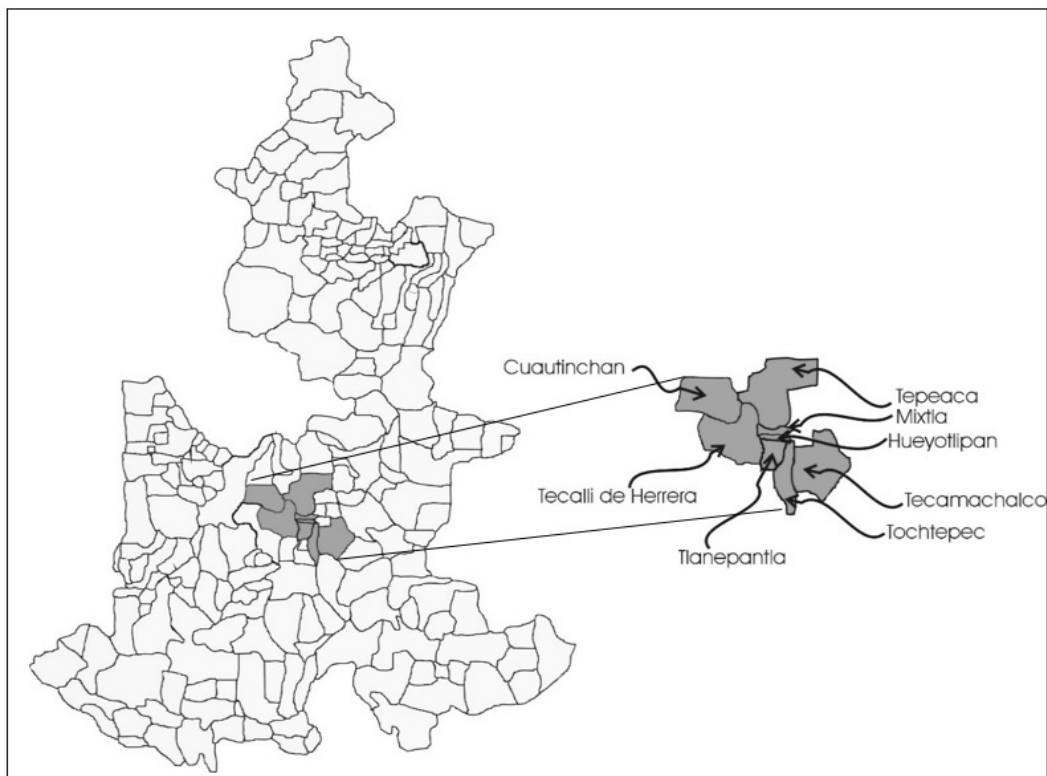 Cuautinchan
Tepeaca
Mixtla
Hueyotlipan
Tecalli de Herrera
Tecamachalco
Tochtepec
Tlanepantla